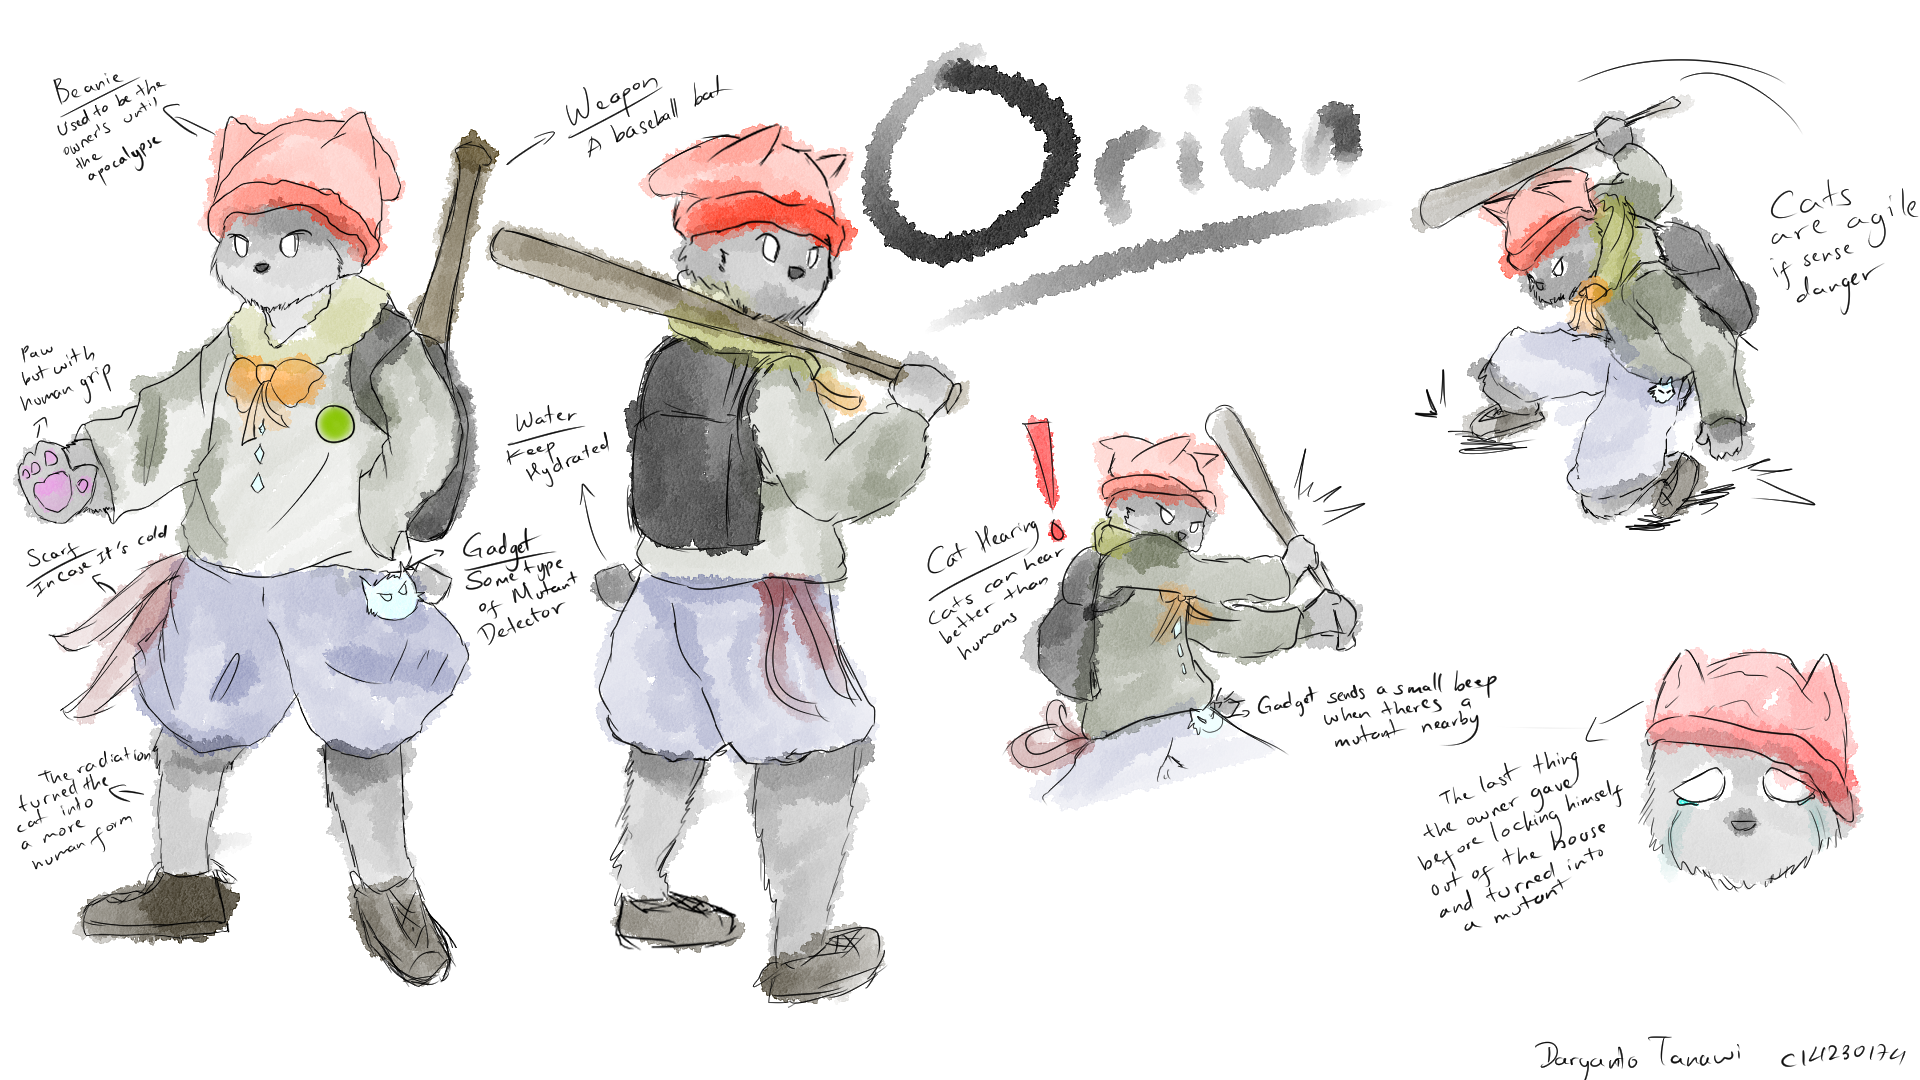 Orion
Beanie
Used to be the
owner's until
the
apocalypse
Weapon
A baseball bat
Paw
but with
human grip
Scarf
Incase It's cold
Water
Keep
Hydrated
Gadget
Some type
of Mutant
Detector
The radiation
turned the
cat into
a more
human form
Cats
are agile
if sense
danger
!
Cat Hearing
Cats can hear
better than
humans
Gadget sends a small beep
when there's a
mutant nearby
The last thing
the owner gave
before locking himself
out of the house
and turned into
a mutant
Daryanto Tanawi c14230174